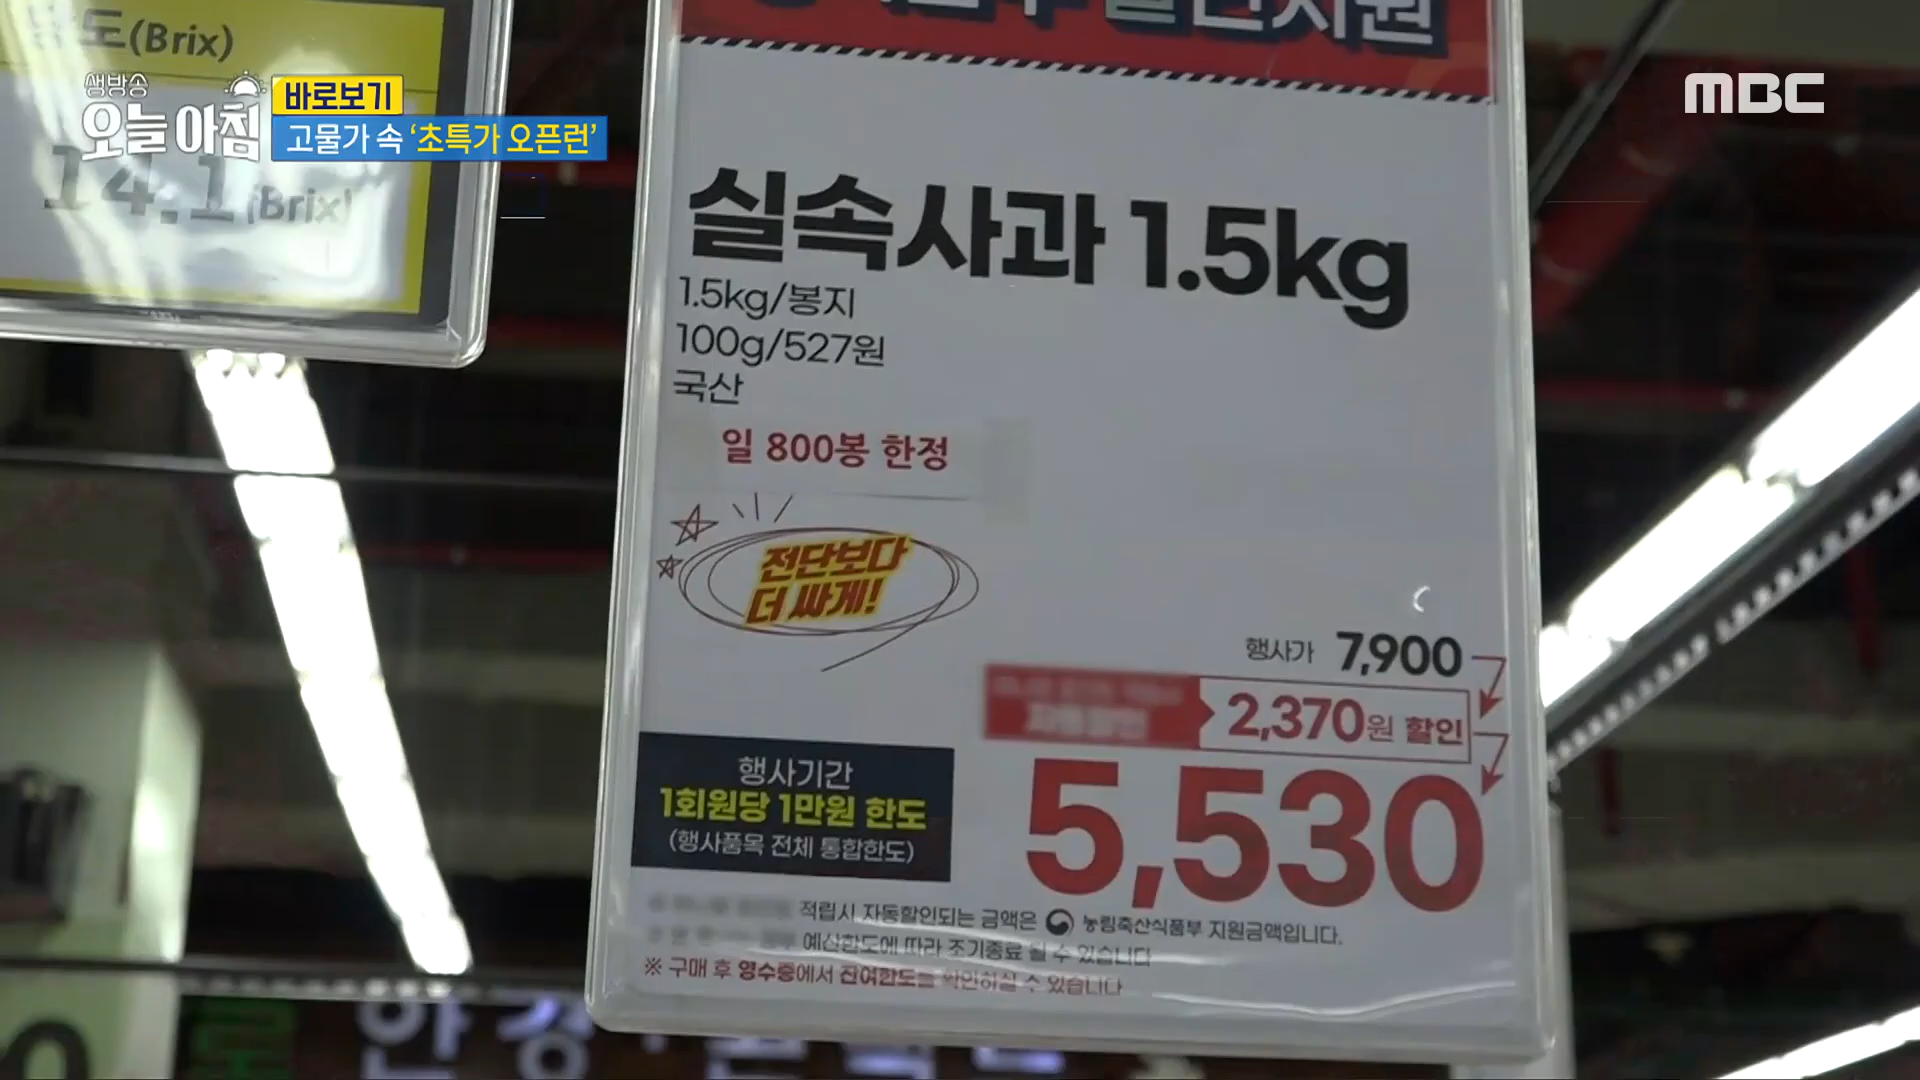 도(Brix)
생방송
오늘 아침
바로보기
고물가 속 '초특가 오픈런'
14.1(Brix)
MBC
실속사과 1.5kg
1.5kg/봉지
100g/527원
국산
일 800봉 한정
전단보다
더 싸게!
행사가 7,900
자동할인 2,370원 할인
5,530
행사기간
1회원당 1만원 한도
(행사품목 전체 통합한도)
적립시 자동할인되는 금액은 농림축산식품부 지원금액입니다.
예산한도에 따라 조기종료 될 수 있습니다
※ 구매 후 영수증에서 잔여한도를 확인하실 수 있습니다